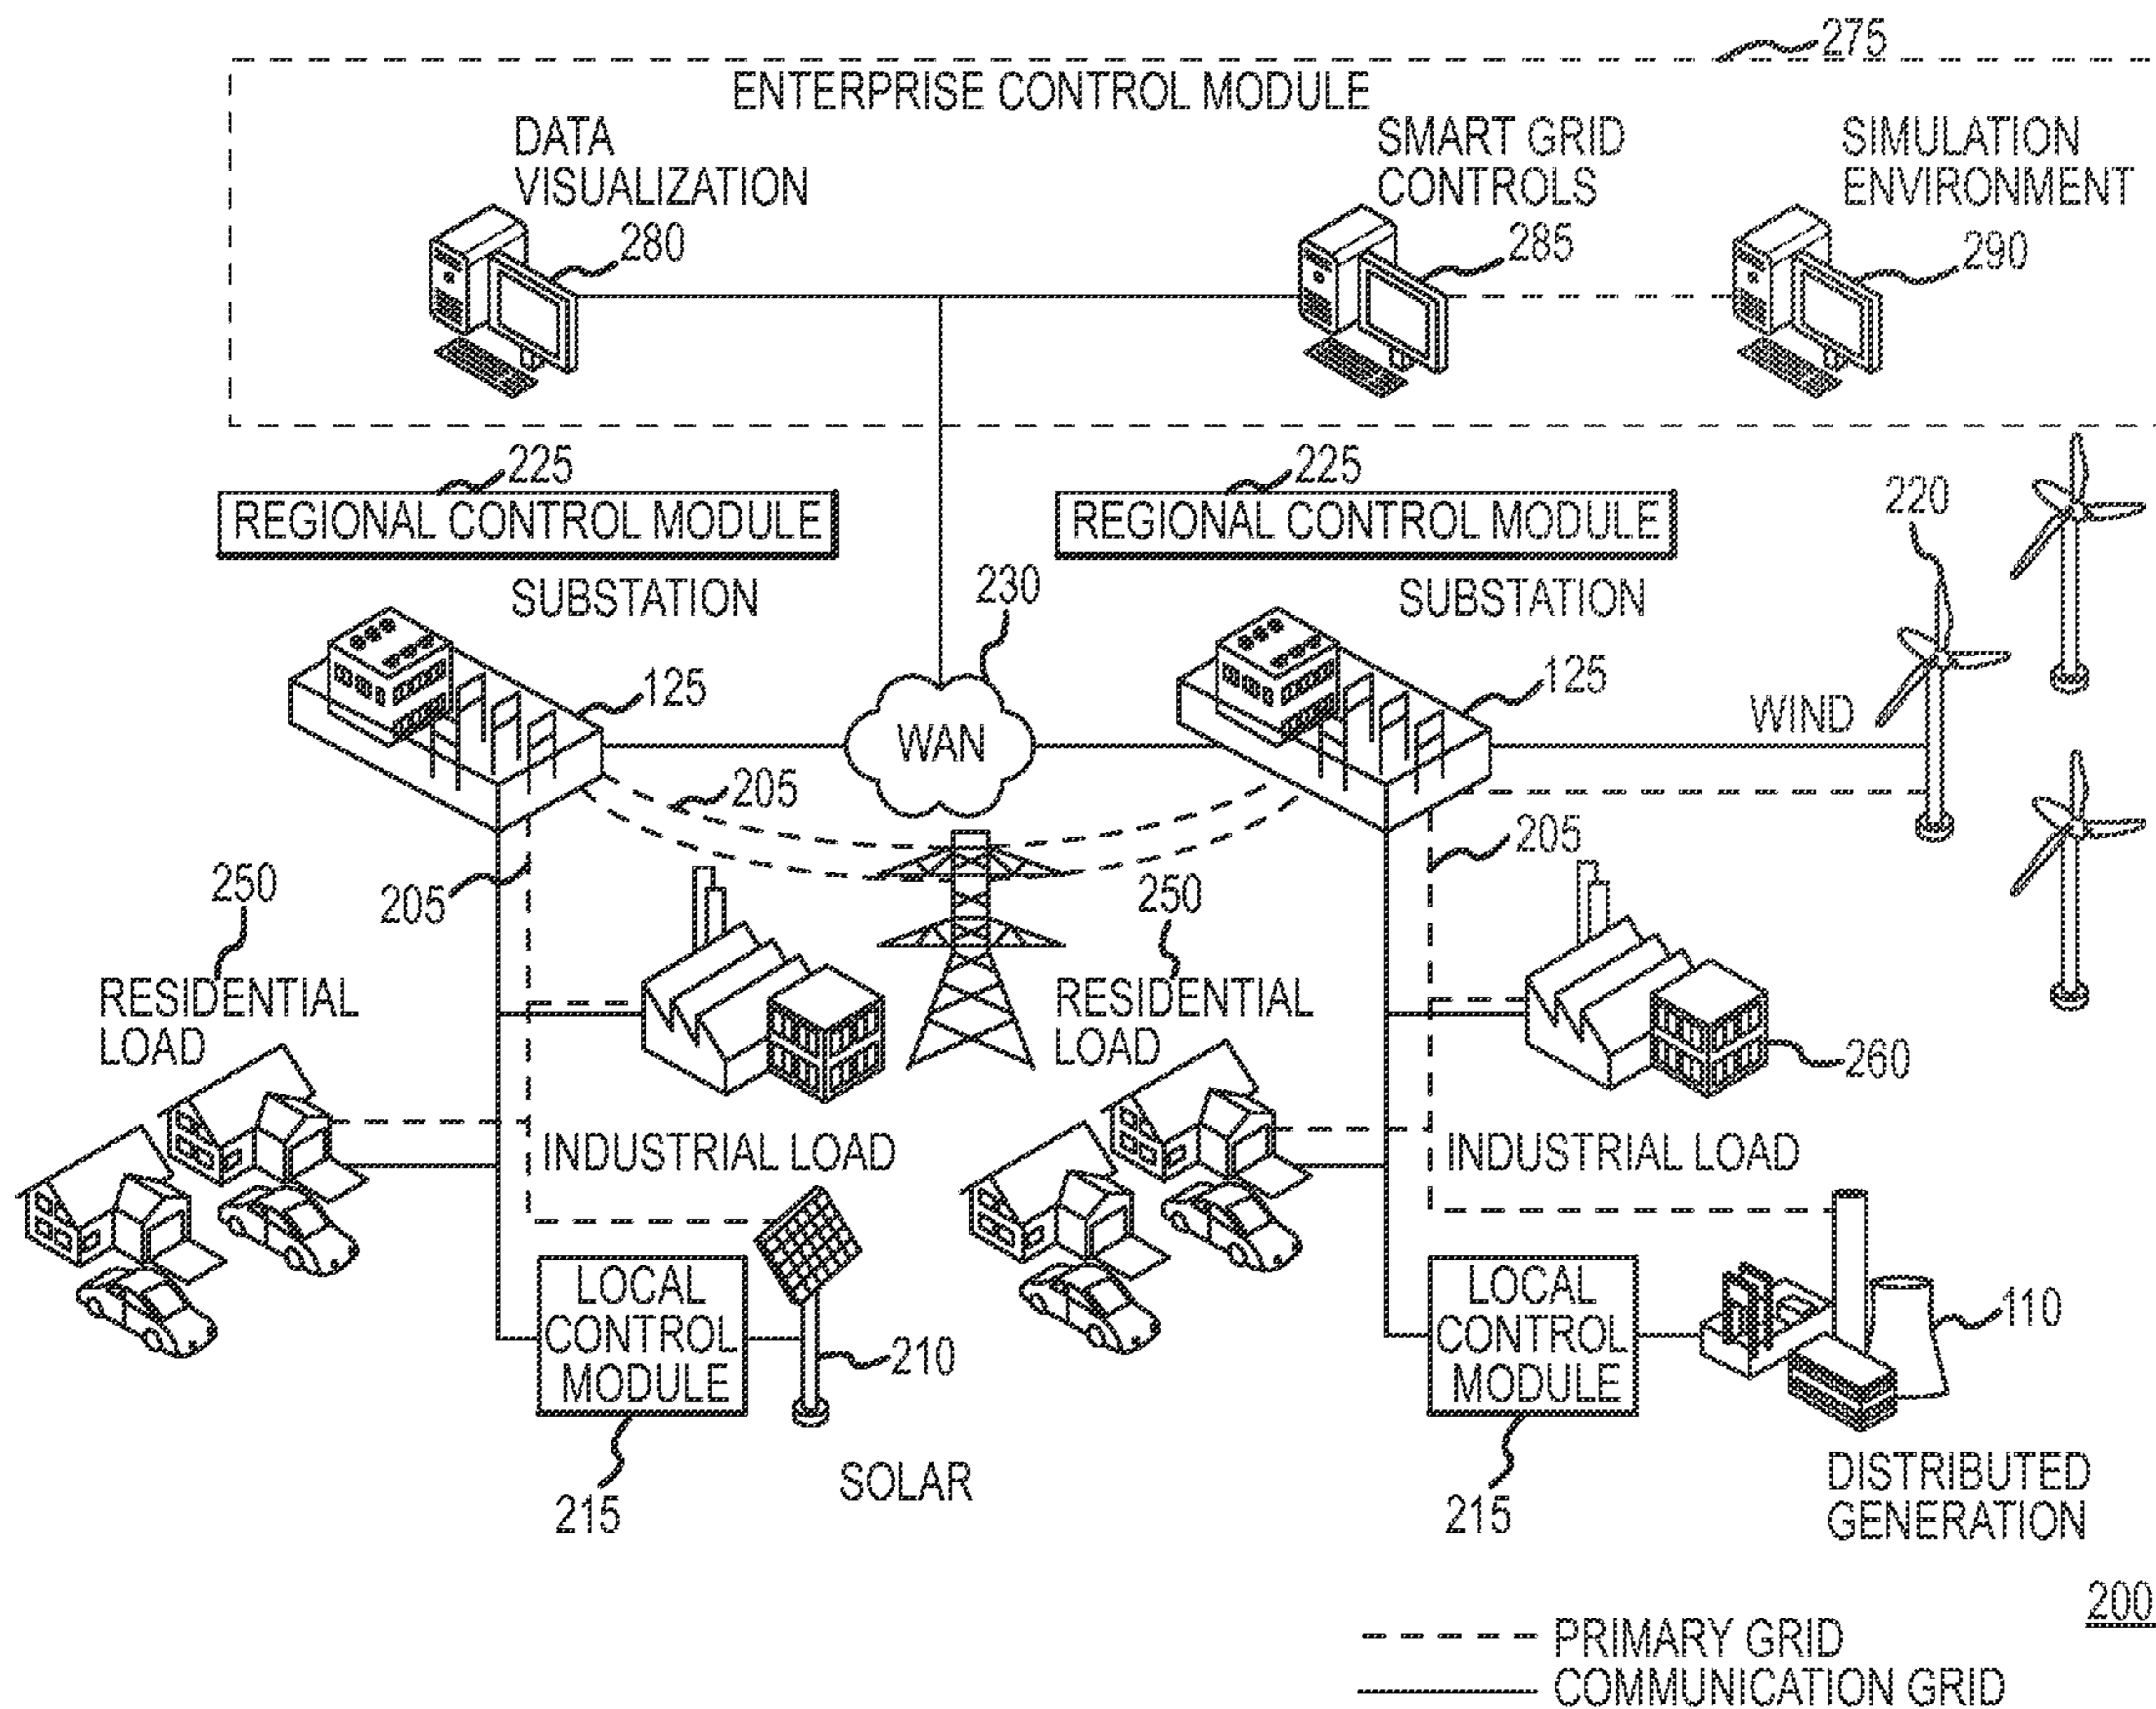 275
ENTERPRISE CONTROL MODULE
DATA
VISUALIZATION
280
SMART GRID
CONTROLS
285
SIMULATION
ENVIRONMENT
290
225
REGIONAL CONTROL MODULE
225
REGIONAL CONTROL MODULE
220
SUBSTATION
230
SUBSTATION
125
125
WAN
WIND
205
205
205
250
250
RESIDENTIAL
LOAD
RESIDENTIAL
LOAD
260
INDUSTRIAL LOAD
INDUSTRIAL LOAD
LOCAL
CONTROL
MODULE
210
LOCAL
CONTROL
MODULE
110
215
SOLAR
215
DISTRIBUTED
GENERATION
200
PRIMARY GRID
COMMUNICATION GRID